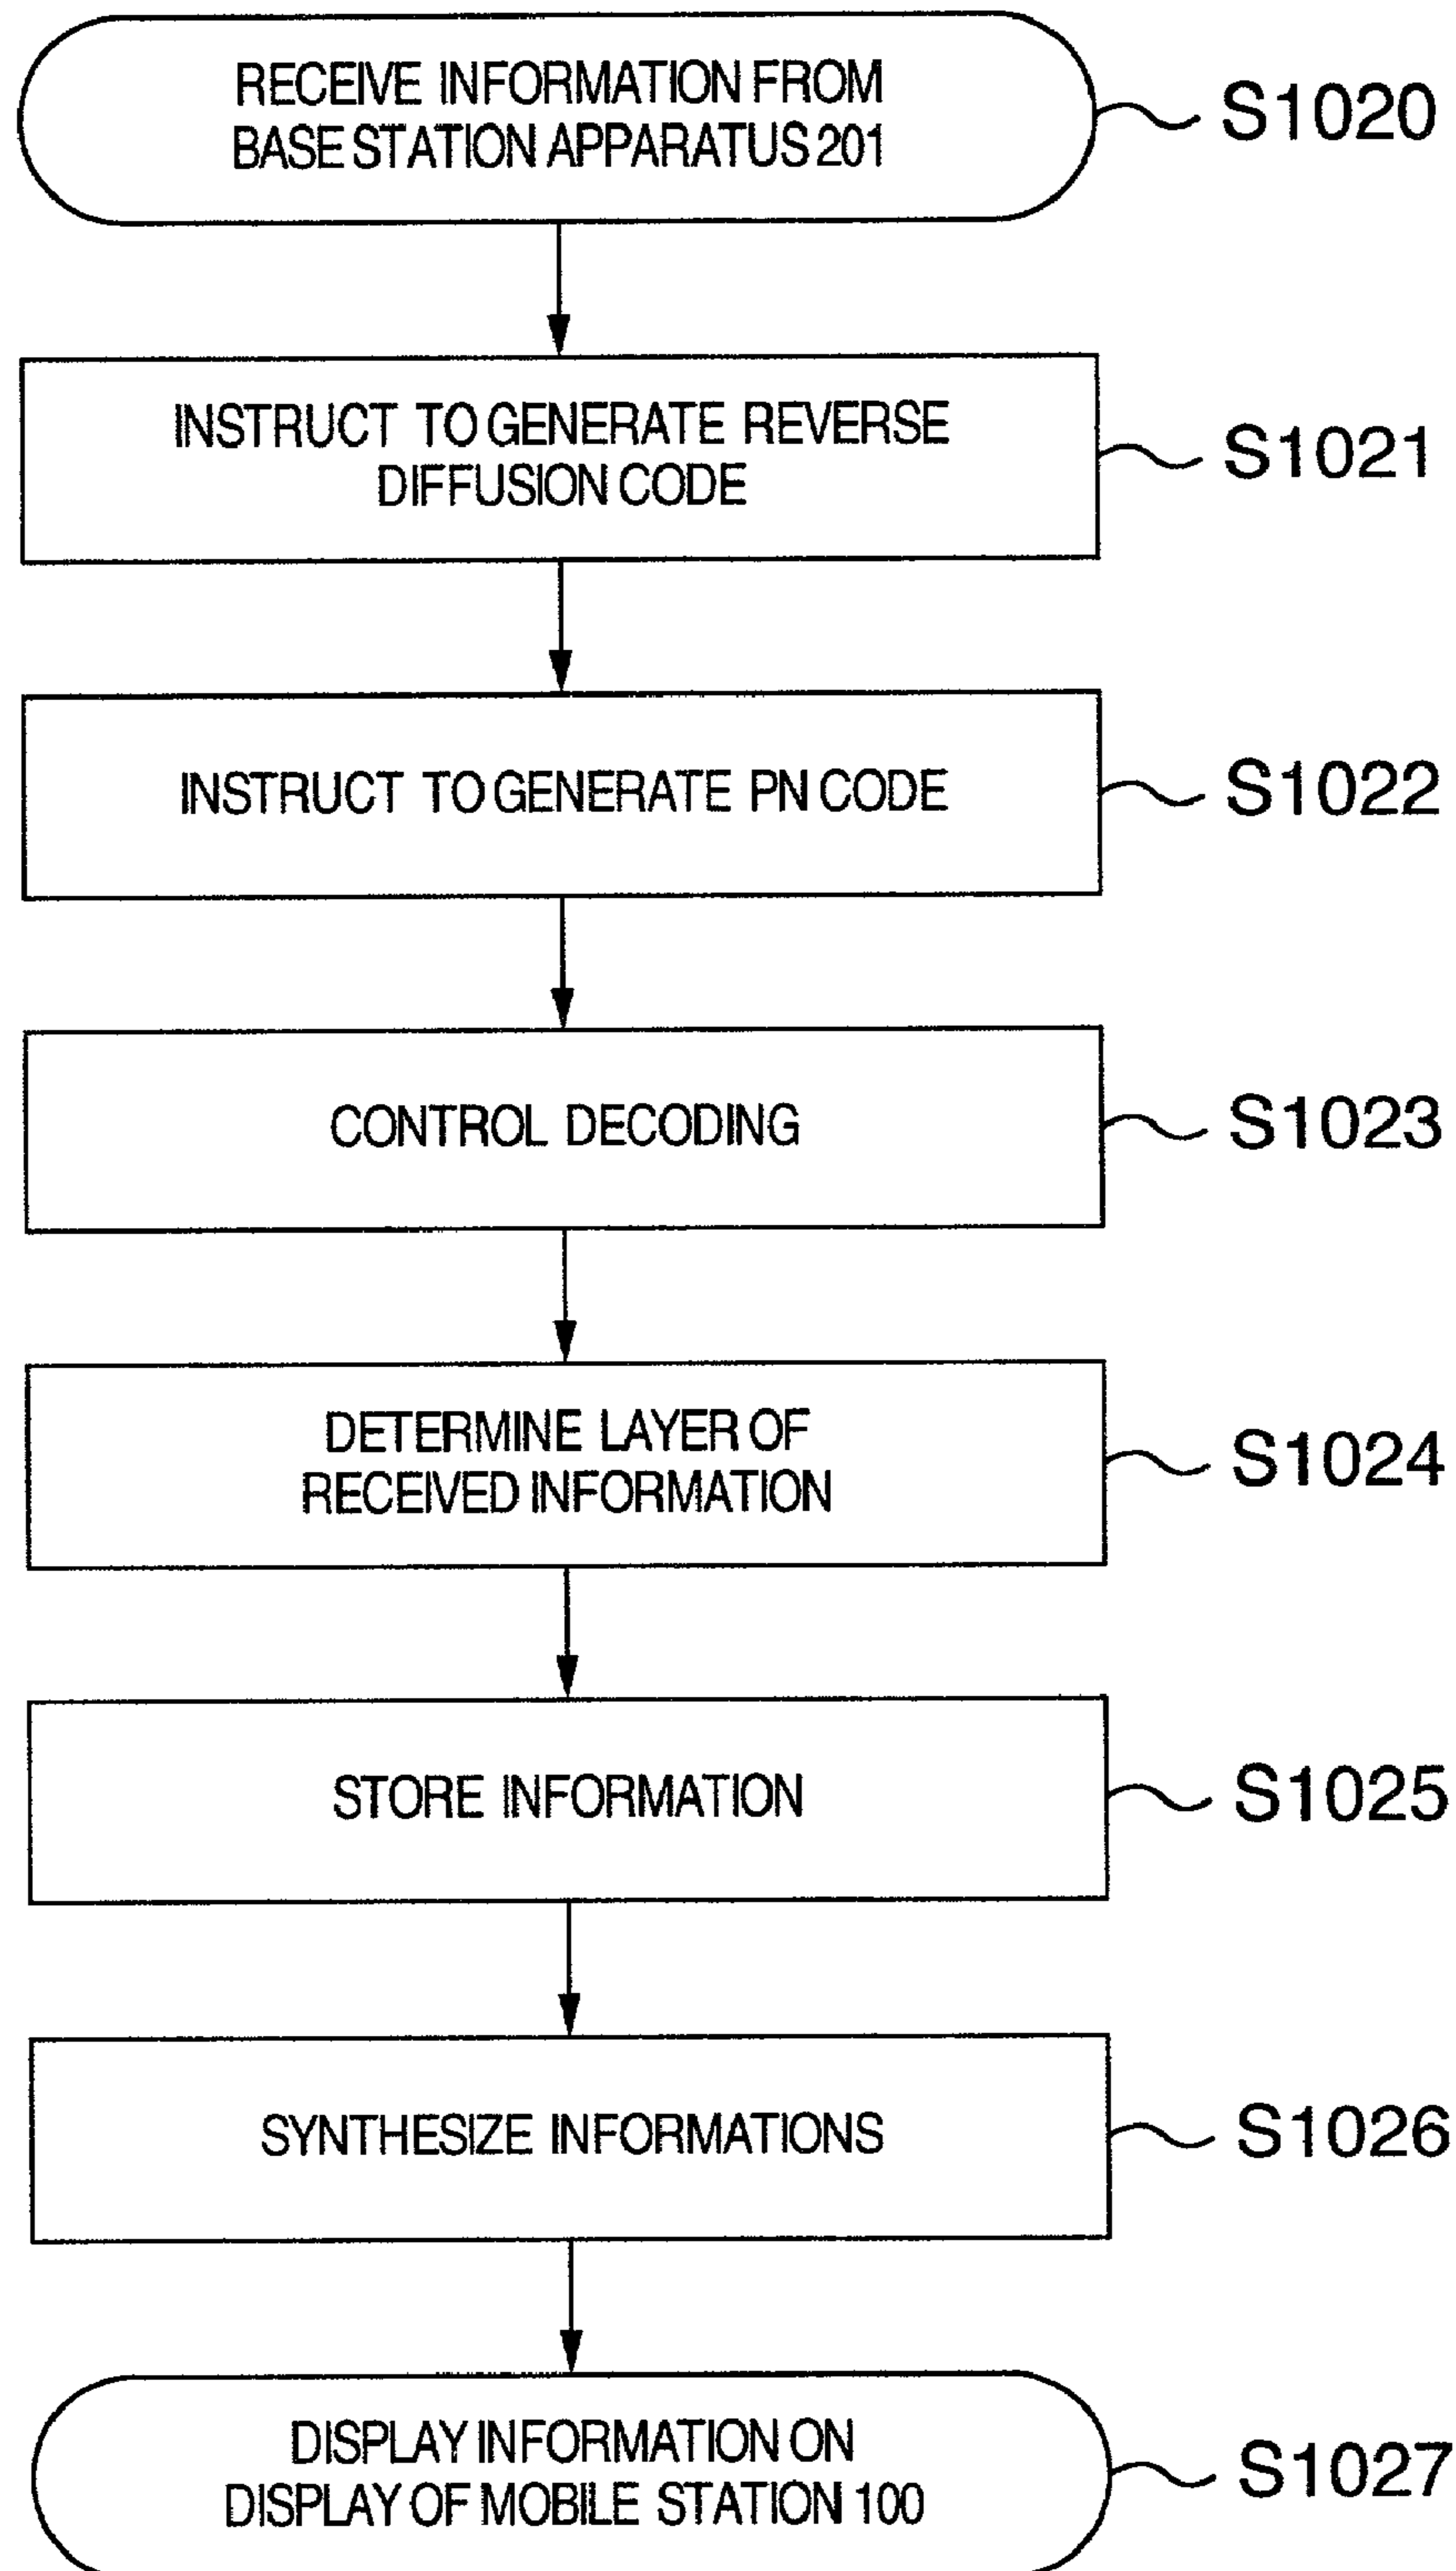 RECEIVE INFORMATION FROM
BASE STATION APPARATUS 201
S1020
INSTRUCT TO GENERATE REVERSE
DIFFUSION CODE
S1021
INSTRUCT TO GENERATE PN CODE
S1022
CONTROL DECODING
S1023
DETERMINE LAYER OF
RECEIVED INFORMATION
S1024
STORE INFORMATION
S1025
SYNTHESIZE INFORMATIONS
S1026
DISPLAY INFORMATION ON
DISPLAY OF MOBILE STATION 100
S1027